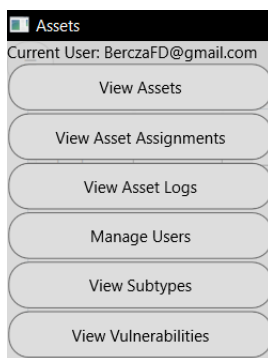 Assets
Current User: BerczaFD@gmail.com
View Assets
View Asset Assignments
View Asset Logs
Manage Users
View Subtypes
View Vulnerabilities